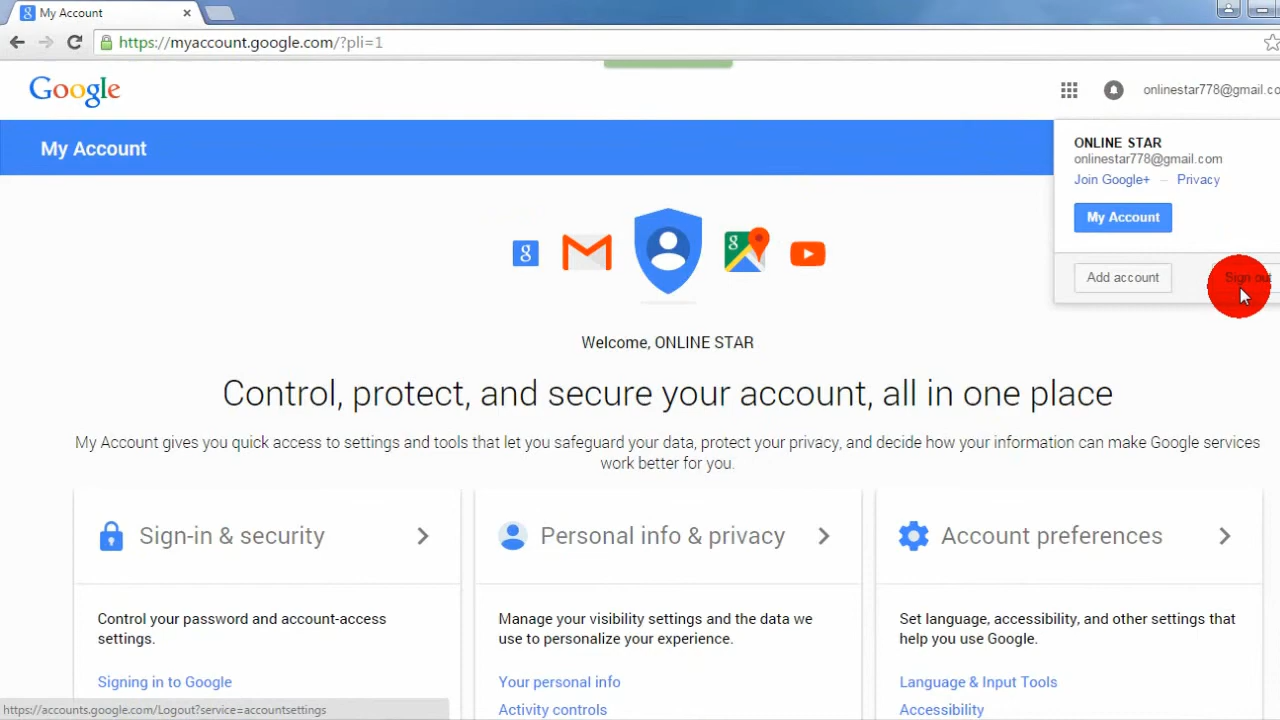 My Account
https://myaccount.google.com/?pli=1
Google
onlinestar778@gmail.co
My Account
ONLINE STAR
onlinestar778@gmail.com
Join Google+ – Privacy
My Account
Add account
Sign out
Welcome, ONLINE STAR
Control, protect, and secure your account, all in one place
My Account gives you quick access to settings and tools that let you safeguard your data, protect your privacy, and decide how your information can make Google services
work better for you.
Sign-in & security
Personal info & privacy
Account preferences
Control your password and account-access
settings.
Manage your visibility settings and the data we
use to personalize your experience.
Set language, accessibility, and other settings that
help you use Google.
Signing in to Google
Your personal info
Language & Input Tools
Activity controls
Accessibility
https://accounts.google.com/Logout?service=accountsettings